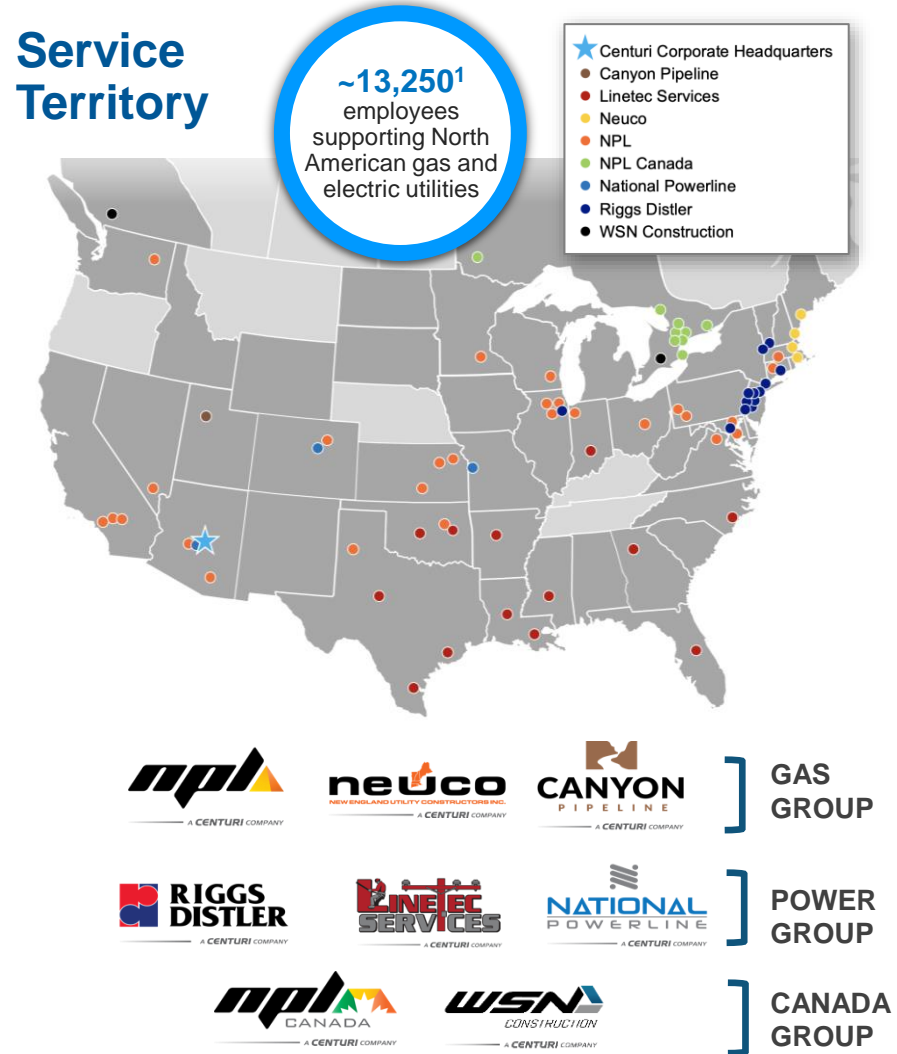 Service
Territory
~13,250¹
employees
supporting North
American gas and
electric utilities
Centuri Corporate Headquarters
Canyon Pipeline
Linetec Services
Neuco
NPL
NPL Canada
National Powerline
Riggs Distler
WSN Construction
npl
A CENTURI COMPANY
neuco
NEW ENGLAND UTILITY CONSTRUCTORS INC.
A CENTURI COMPANY
CANYON
PIPELINE
A CENTURI COMPANY
GAS
GROUP
RIGGS
DISTLER
A CENTURI COMPANY
LINETEC
SERVICES
A CENTURI COMPANY
NATIONAL
POWERLINE
A CENTURI COMPANY
POWER
GROUP
npl
CANADA
A CENTURI COMPANY
WSN
CONSTRUCTION
A CENTURI COMPANY
CANADA
GROUP